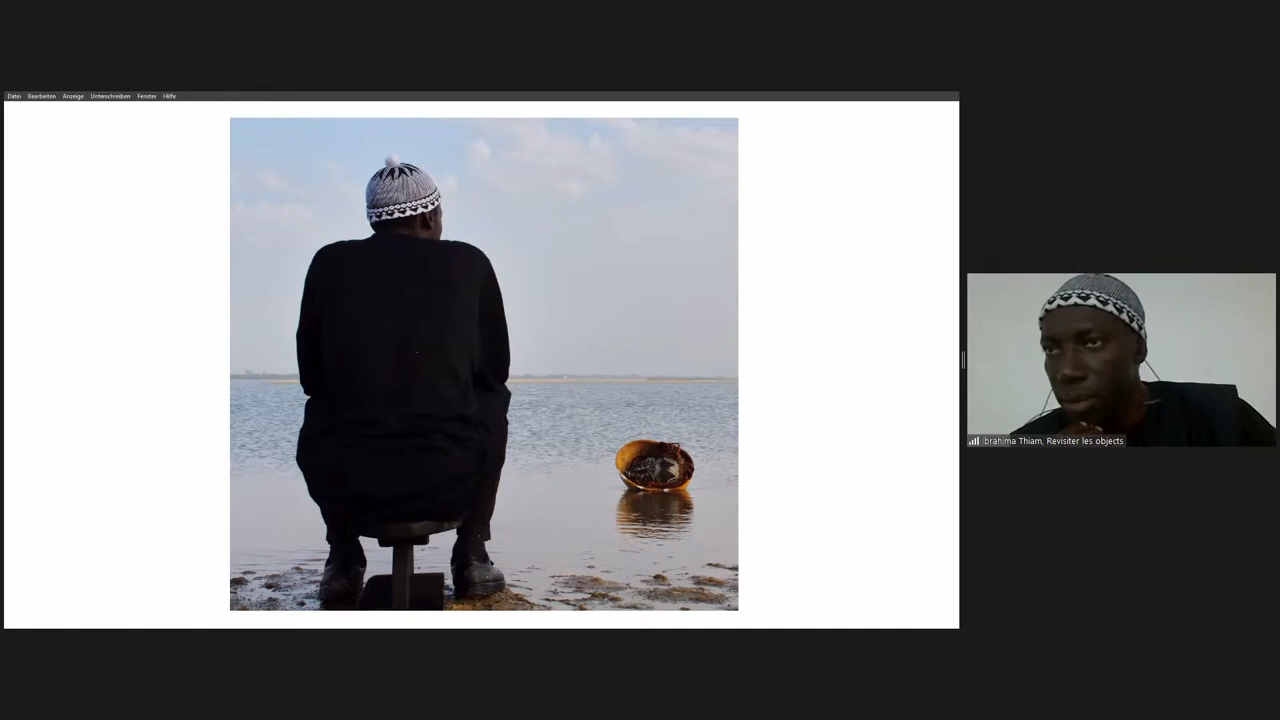 Datei Bearbeiten Anzeige Unterschreiben Fenster Hilfe
Ibrahima Thiam, Revisiter les objects